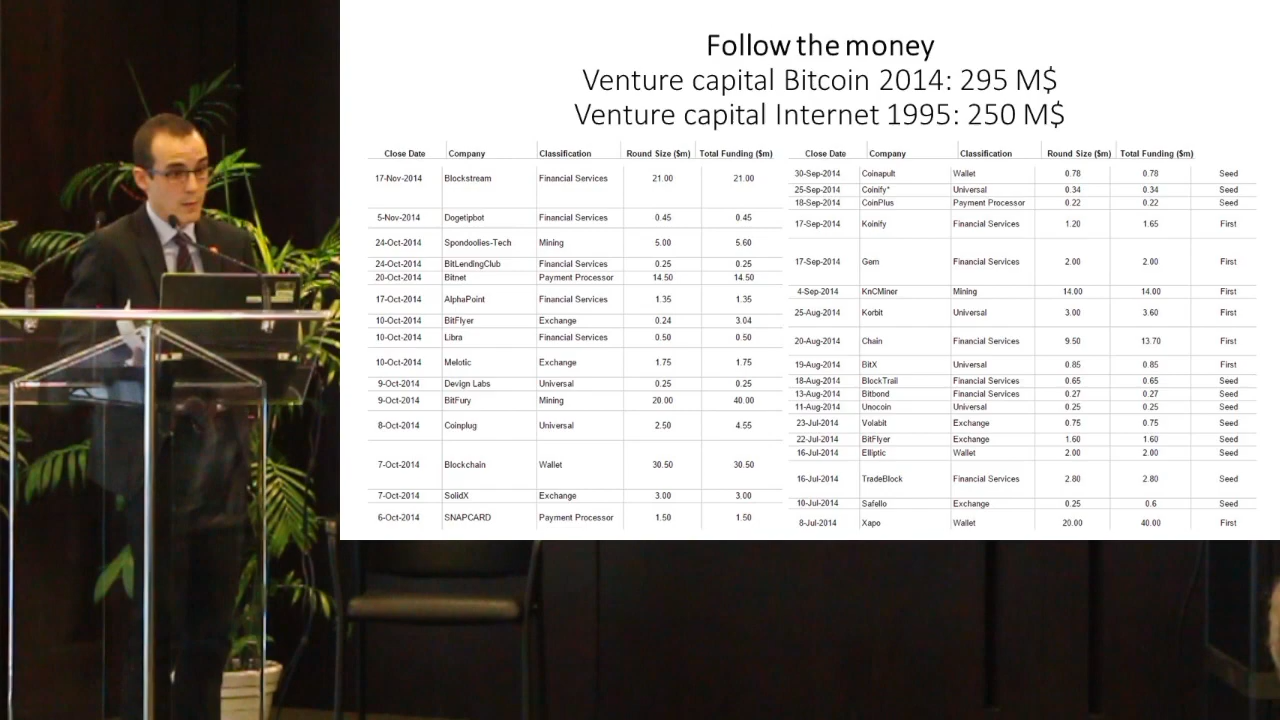 Follow the money
Venture capital Bitcoin 2014: 295 M$
Venture capital Internet 1995: 250 M$
Close Date Company Classification Round Size ($m) Total Funding ($m)
17-Nov-2014 Blockstream Financial Services 21.00 21.00
5-Nov-2014 Dogetipbot Financial Services 0.45 0.45
24-Oct-2014 Spondoolies-Tech Mining 5.00 5.60
24-Oct-2014 BitLendingClub Financial Services 0.25 0.25
20-Oct-2014 Bitnet Payment Processor 14.50 14.50
17-Oct-2014 AlphaPoint Financial Services 1.35 1.35
10-Oct-2014 BitFlyer Exchange 0.24 3.04
10-Oct-2014 Libra Financial Services 0.50 0.50
10-Oct-2014 Melotic Exchange 1.75 1.75
9-Oct-2014 Devign Labs Universal 0.25 0.25
9-Oct-2014 BitFury Mining 20.00 40.00
8-Oct-2014 Coinplug Universal 2.50 4.55
7-Oct-2014 Blockchain Wallet 30.50 30.50
7-Oct-2014 SolidX Exchange 3.00 3.00
6-Oct-2014 SNAPCARD Payment Processor 1.50 1.50
Close Date Company Classification Round Size ($m) Total Funding ($m)
30-Sep-2014 Coinapult Wallet 0.78 0.78 Seed
25-Sep-2014 Coinify* Universal 0.34 0.34 Seed
18-Sep-2014 CoinPlus Payment Processor 0.22 0.22 Seed
17-Sep-2014 Koinify Financial Services 1.20 1.65 First
17-Sep-2014 Gem Financial Services 2.00 2.00 First
4-Sep-2014 KnCMiner Mining 14.00 14.00 First
25-Aug-2014 Korbit Universal 3.00 3.60 First
20-Aug-2014 Chain Financial Services 9.50 13.70 First
19-Aug-2014 BitX Universal 0.85 0.85 First
18-Aug-2014 BlockTrail Financial Services 0.65 0.65 Seed
13-Aug-2014 Bitbond Financial Services 0.27 0.27 Seed
11-Aug-2014 Unocoin Universal 0.25 0.25 Seed
23-Jul-2014 Volabit Exchange 0.75 0.75 Seed
22-Jul-2014 BitFlyer Exchange 1.60 1.60 Seed
16-Jul-2014 Elliptic Wallet 2.00 2.00 Seed
16-Jul-2014 TradeBlock Financial Services 2.80 2.80 Seed
10-Jul-2014 Safello Exchange 0.25 0.6 Seed
8-Jul-2014 Xapo Wallet 20.00 40.00 First